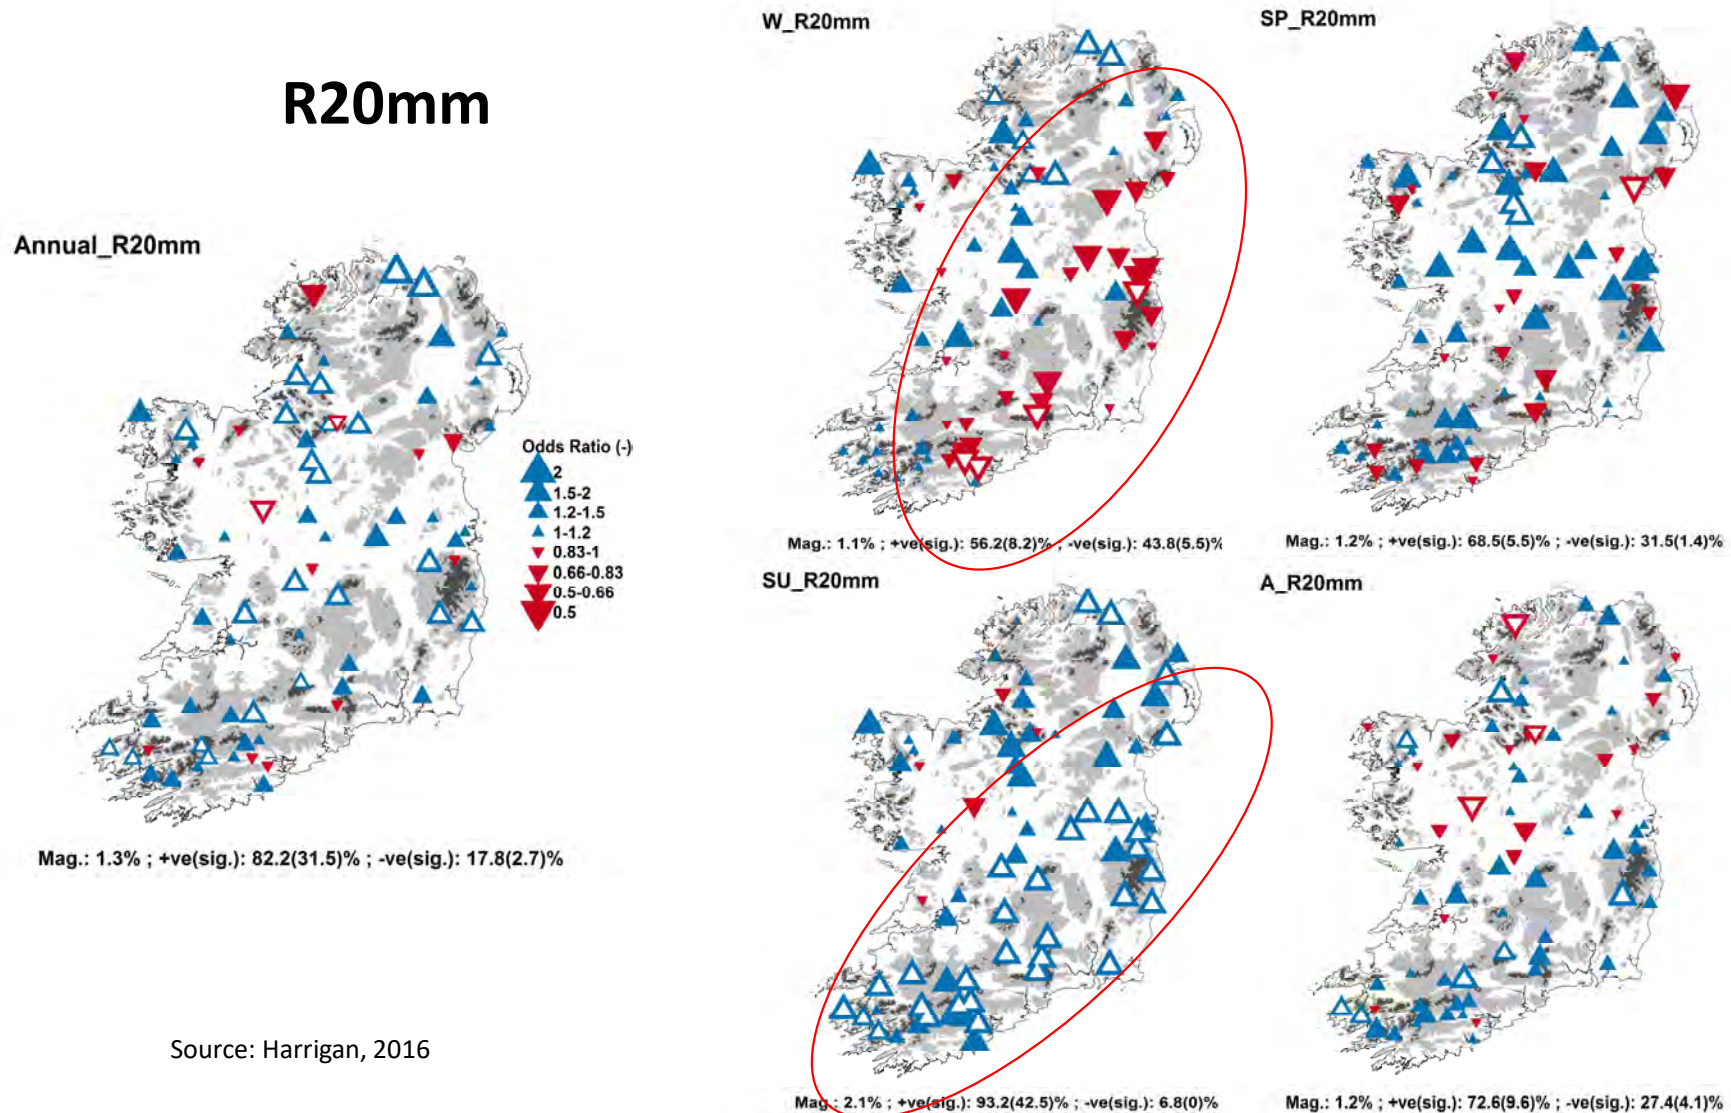 R20mm
Annual_R20mm
Odds Ratio (-)
2
1.5-2
1.2-1.5
1-1.2
0.83-1
0.66-0.83
0.5-0.66
0.5
Mag.: 1.3% ; +ve(sig.): 82.2(31.5)% ; -ve(sig.): 17.8(2.7)%
Source: Harrigan, 2016
W_R20mm
Mag.: 1.1% ; +ve(sig.): 56.2(8.2)% ; -ve(sig.): 43.8(5.5)%
SP_R20mm
Mag.: 1.2% ; +ve(sig.): 68.5(5.5)% ; -ve(sig.): 31.5(1.4)%
SU_R20mm
Mag.: 2.1% ; +ve(sig.): 93.2(42.5)% ; -ve(sig.): 6.8(0)%
A_R20mm
Mag.: 1.2% ; +ve(sig.): 72.6(9.6)% ; -ve(sig.): 27.4(4.1)%